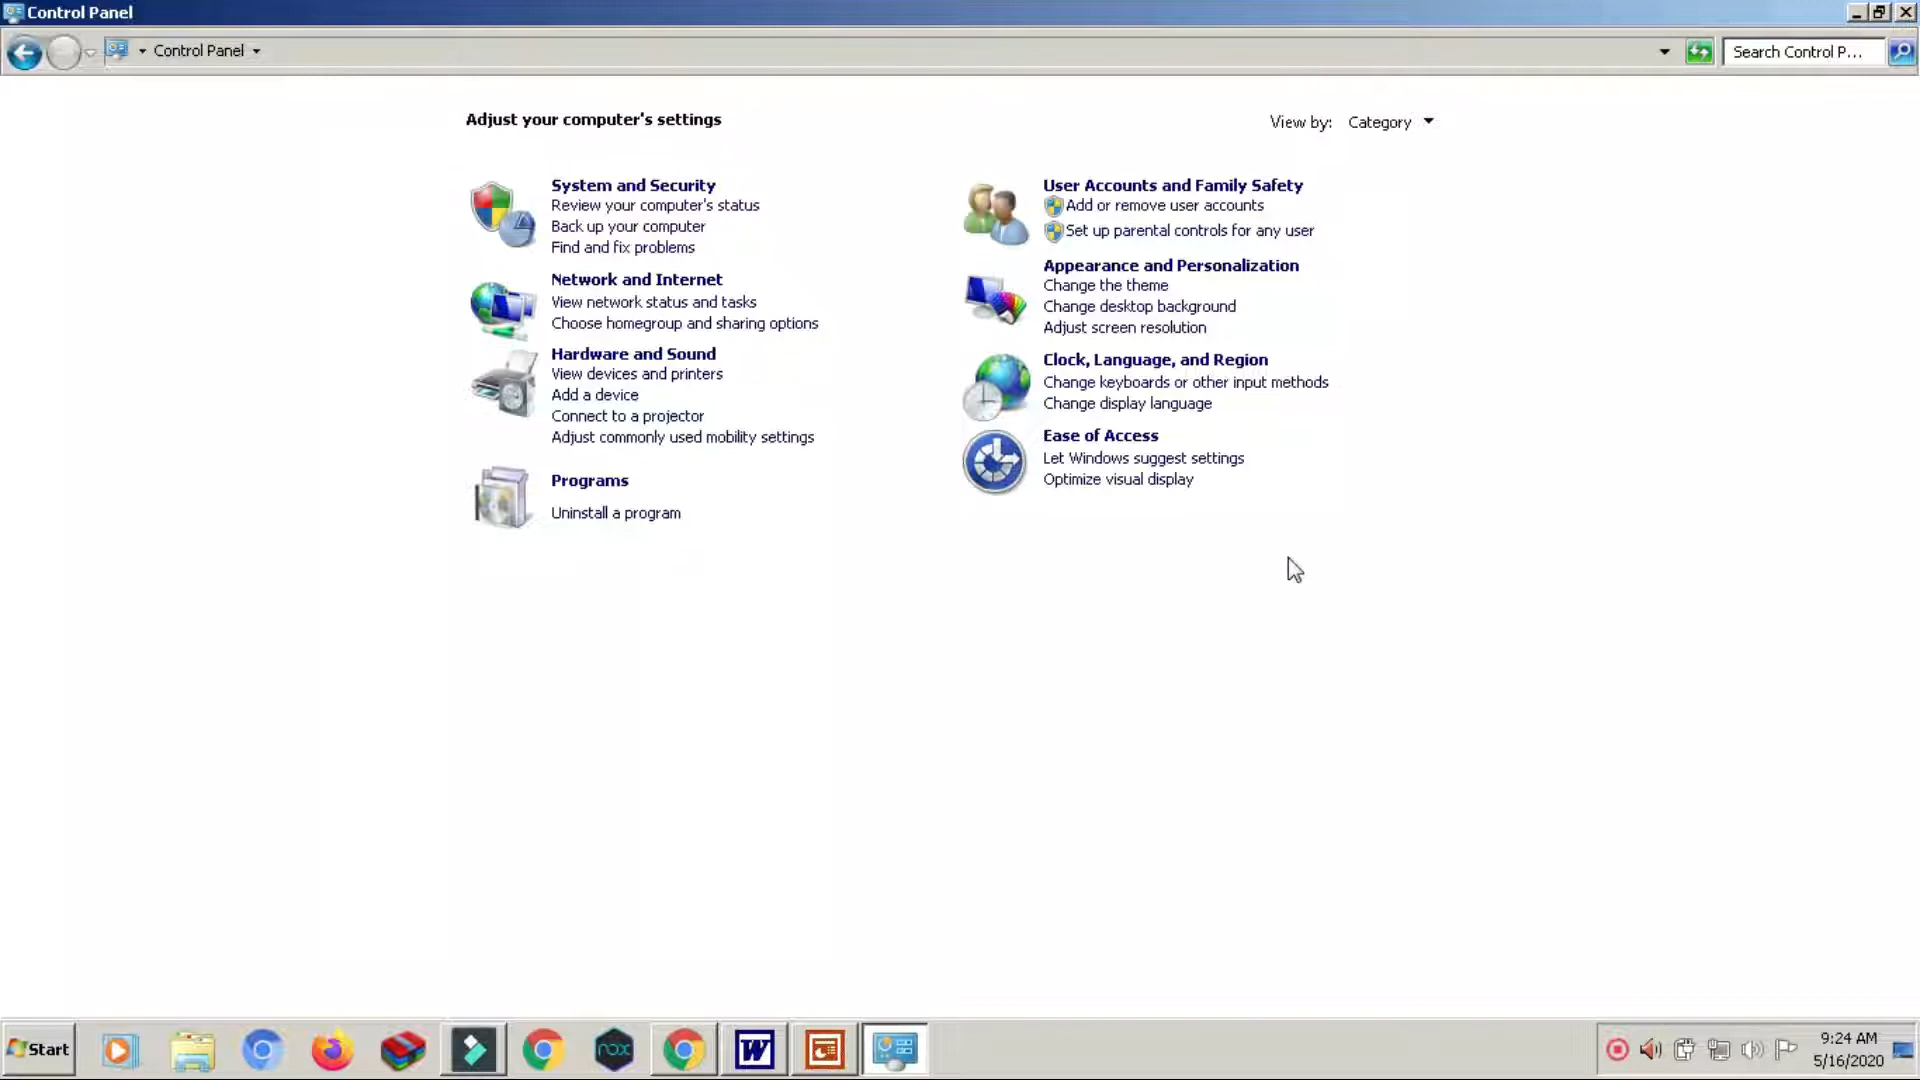 Control Panel
Control Panel
Search Control P...
Adjust your computer's settings
View by: Category
System and Security
Review your computer's status
Back up your computer
Find and fix problems
Network and Internet
View network status and tasks
Choose homegroup and sharing options
Hardware and Sound
View devices and printers
Add a device
Connect to a projector
Adjust commonly used mobility settings
Programs
Uninstall a program
User Accounts and Family Safety
Add or remove user accounts
Set up parental controls for any user
Appearance and Personalization
Change the theme
Change desktop background
Adjust screen resolution
Clock, Language, and Region
Change keyboards or other input methods
Change display language
Ease of Access
Let Windows suggest settings
Optimize visual display
Start
nox
W
9:24 AM
5/16/2020